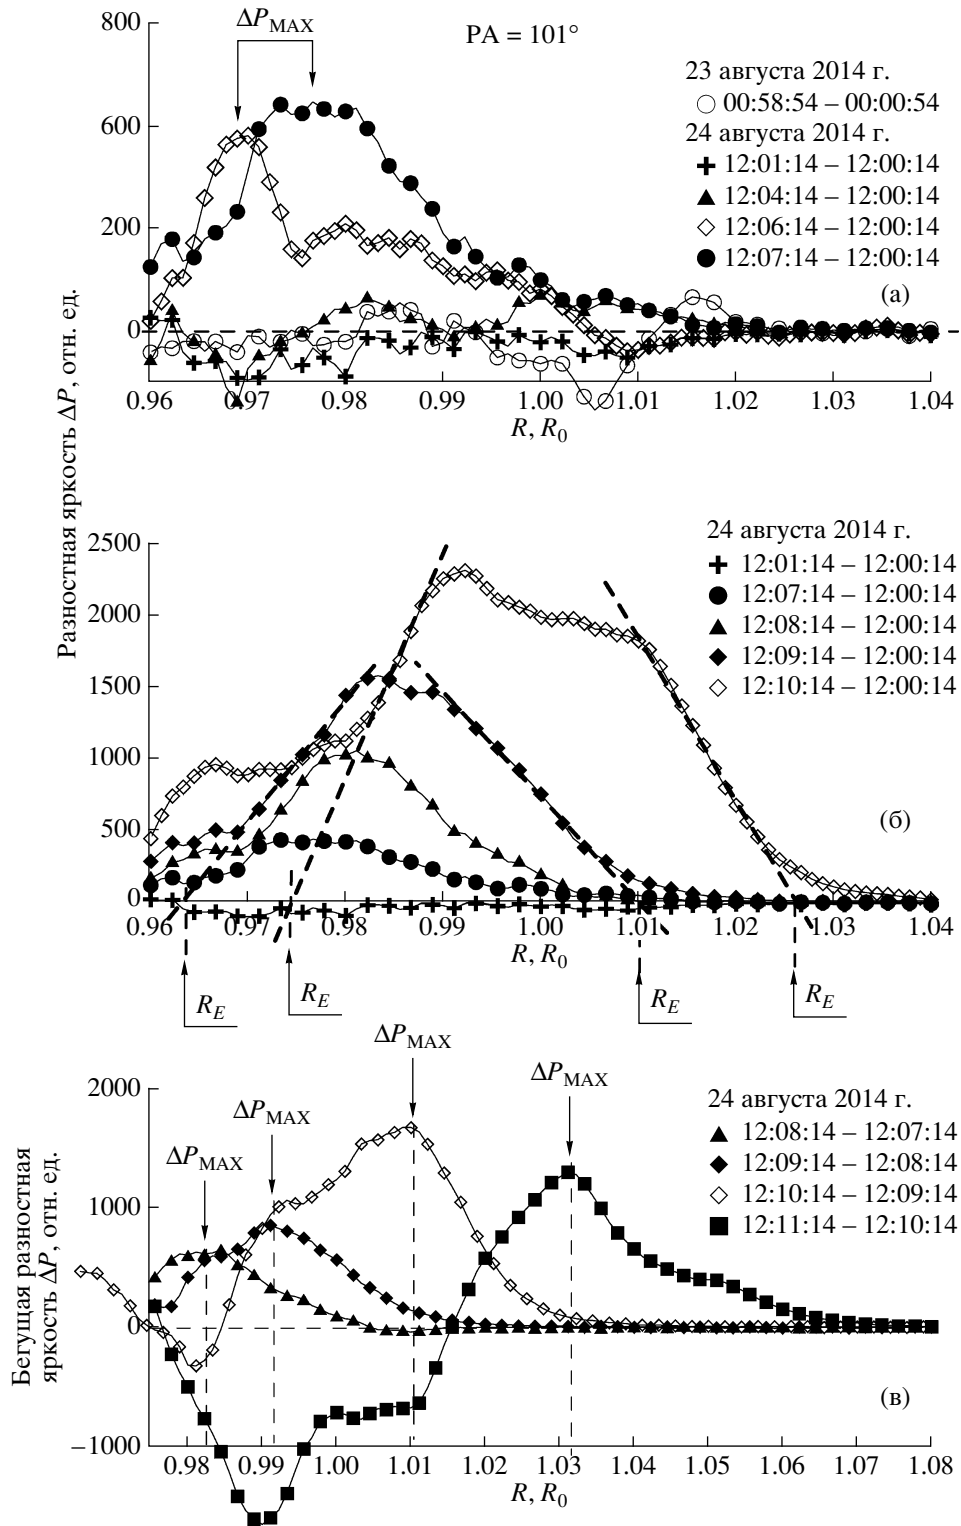 800
ΔP_MAX
PA = 101°
23 августа 2014 г.
00:58:54 – 00:00:54
24 августа 2014 г.
12:01:14 – 12:00:14
12:04:14 – 12:00:14
12:06:14 – 12:00:14
12:07:14 – 12:00:14
600
200
0
(а)
0.96 0.97 0.98 0.99 1.00 1.01 1.02 1.03 1.04
R, R_0
Разностная яркость ΔP, отн. ед.
24 августа 2014 г.
12:01:14 – 12:00:14
12:07:14 – 12:00:14
12:08:14 – 12:00:14
12:09:14 – 12:00:14
12:10:14 – 12:00:14
2500
2000
1500
1000
500
0
(б)
0.96 0.97 0.98 0.99 1.00 1.01 1.02 1.03 1.04
R, R_0
R_E R_E R_E R_E
ΔP_MAX
ΔP_MAX
ΔP_MAX
ΔP_MAX
24 августа 2014 г.
12:08:14 – 12:07:14
12:09:14 – 12:08:14
12:10:14 – 12:09:14
12:11:14 – 12:10:14
2000
1000
0
–1000
Бегущая разностная
яркость ΔP, отн. ед.
(в)
0.98 0.99 1.00 1.01 1.02 1.03 1.04 1.05 1.06 1.07 1.08
R, R_0